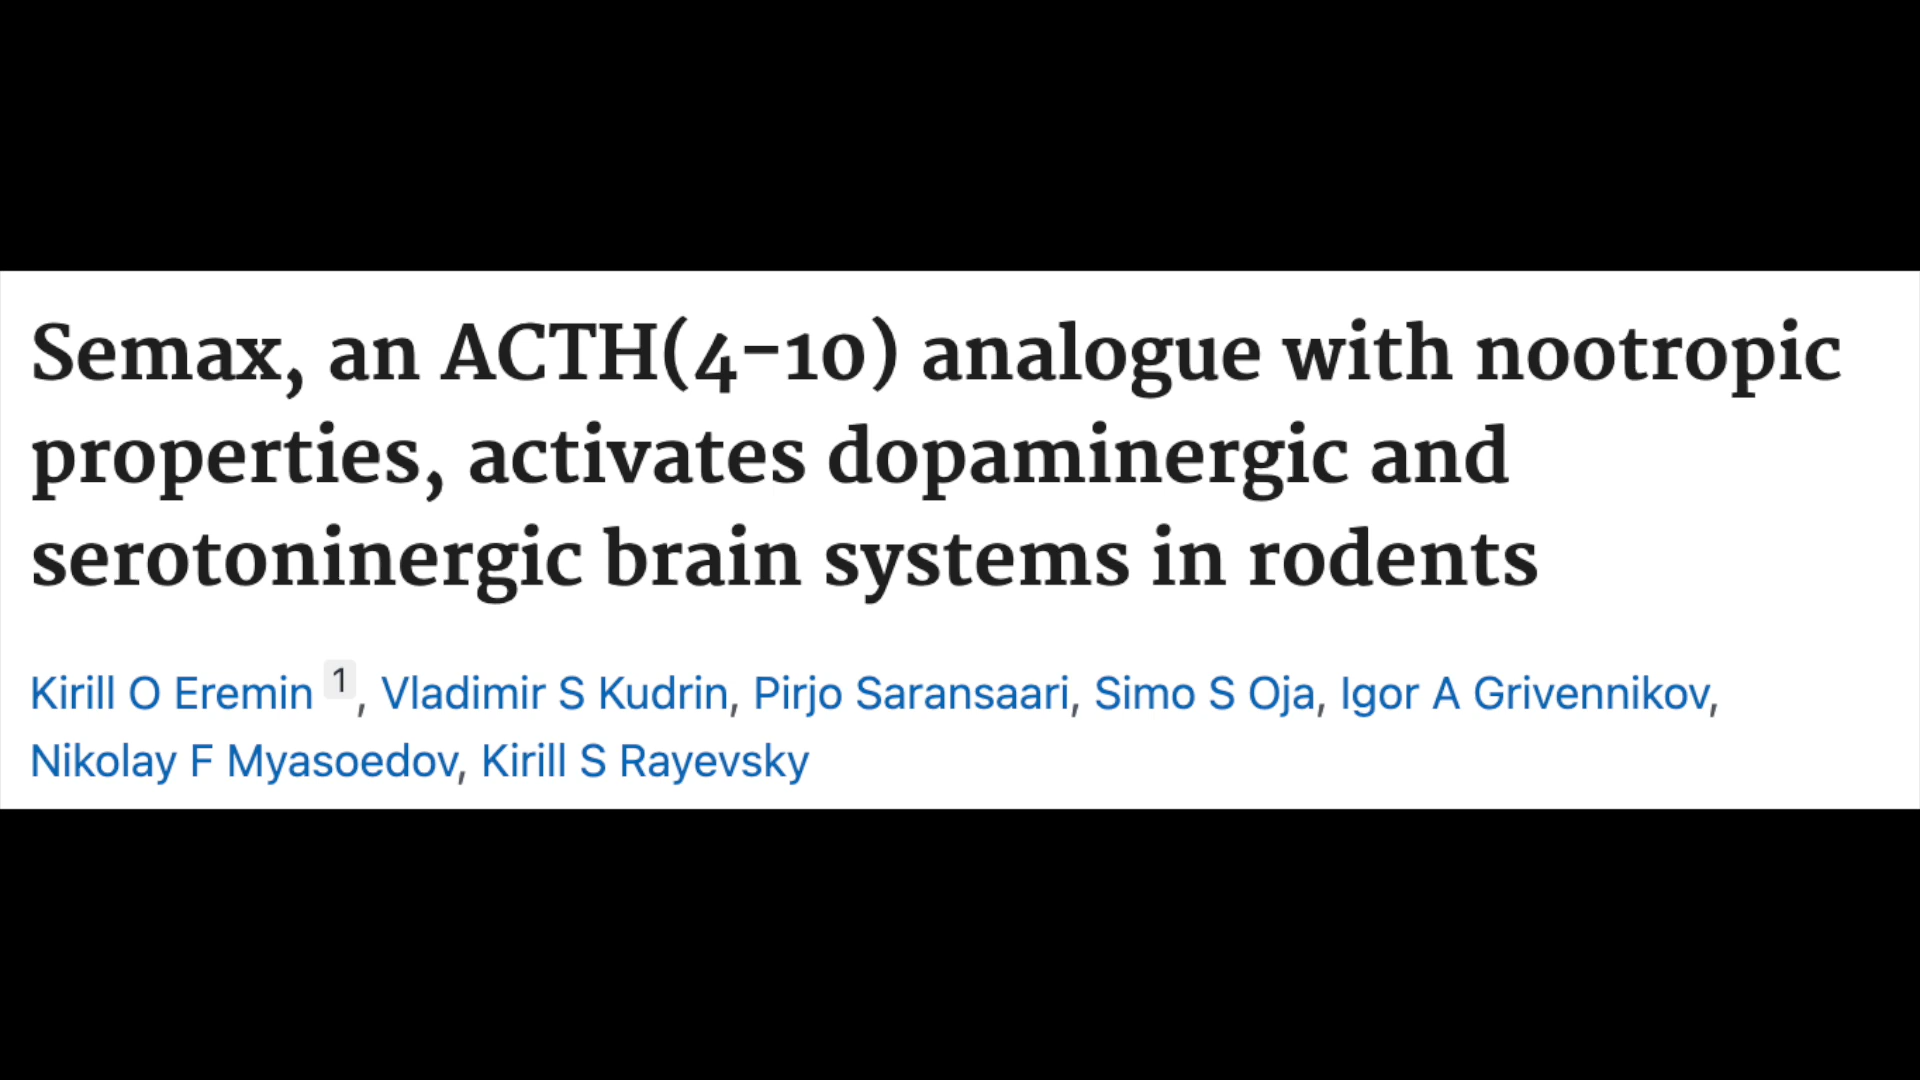 Semax, an ACTH(4-10) analogue with nootropic
properties, activates dopaminergic and
serotoninergic brain systems in rodents
Kirill O Eremin 1, Vladimir S Kudrin, Pirjo Saransaari, Simo S Oja, Igor A Grivennikov,
Nikolay F Myasoedov, Kirill S Rayevsky